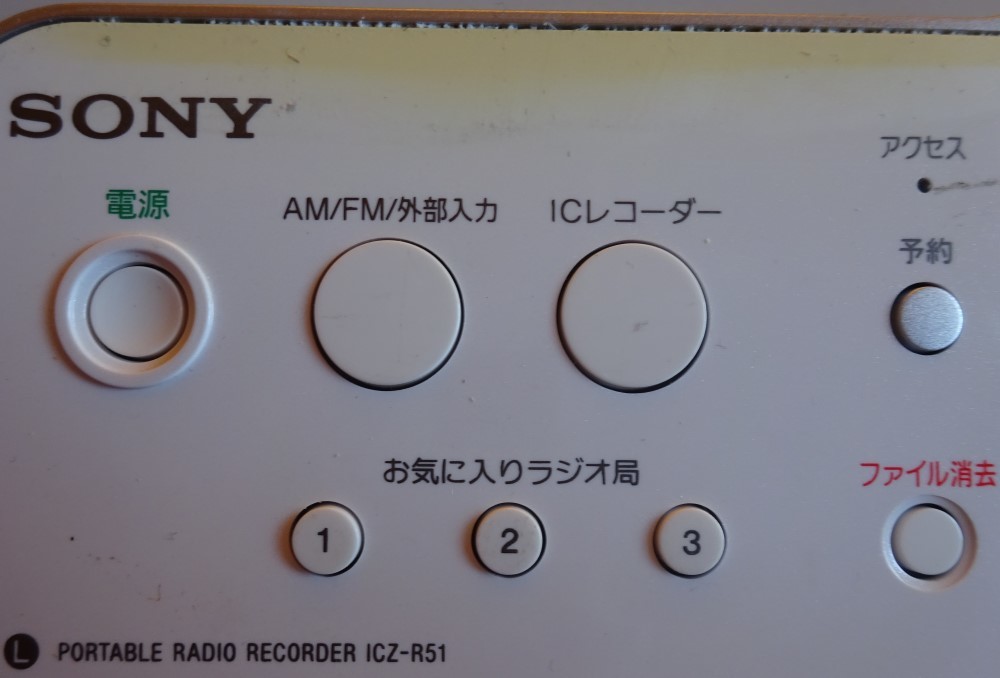 SONY
アクセス
電源
AM/FM/外部入力
ICレコーダー
予約
お気に入りラジオ局
ファイル消去
1
2
3
L PORTABLE RADIO RECORDER ICZ-R51